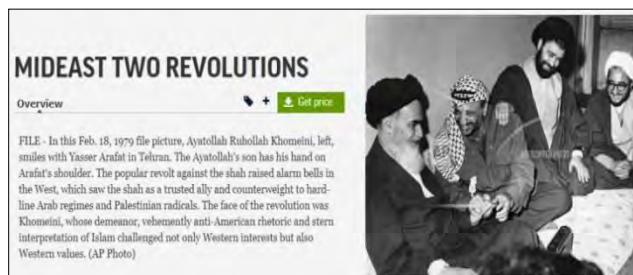 MIDEAST TWO REVOLUTIONS
Overview
+
Get price
FILE - In this Feb. 18, 1979 file picture, Ayatollah Ruhollah Khomeini, left,
smiles with Yasser Arafat in Tehran. The Ayatollah's son has his hand on
Arafat's shoulder. The popular revolt against the shah raised alarm bells in
the West, which saw the shah as a trusted ally and counterweight to hard-
line Arab regimes and Palestinian radicals. The face of the revolution was
Khomeini, whose demeanor, vehemently anti-American rhetoric and stern
interpretation of Islam challenged not only Western interests but also
Western values. (AP Photo)